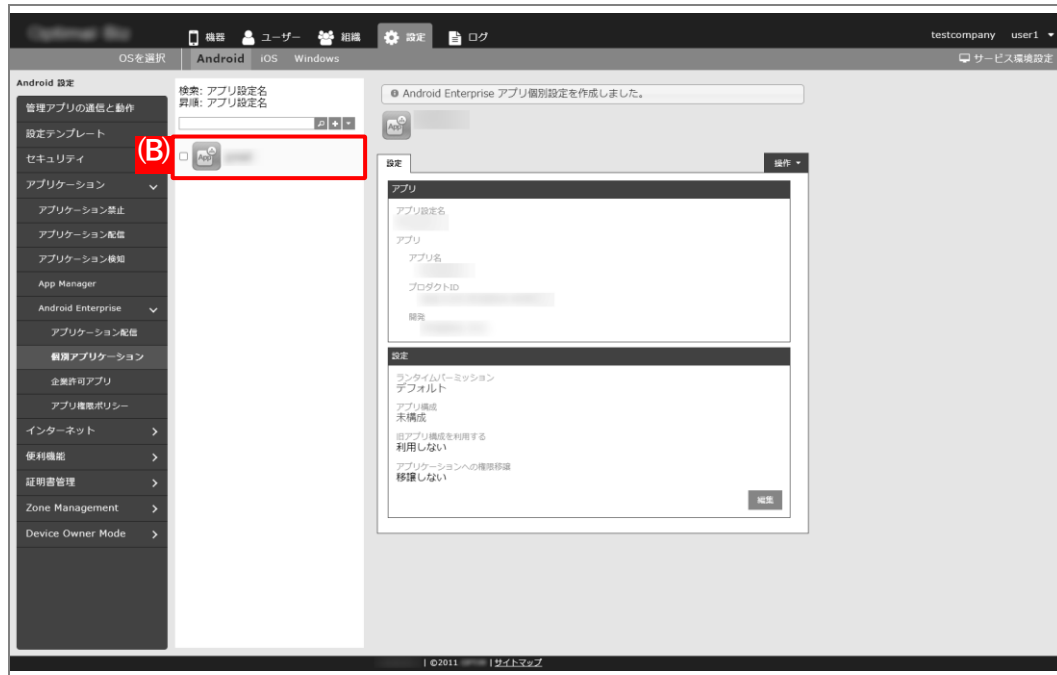 機器 ユーザー 組織 設定 ログ
testcompany user1
OSを選択 Android iOS Windows
サービス環境設定
Android 設定
管理アプリの通信と動作
設定テンプレート
セキュリティ
アプリケーション
アプリケーション禁止
アプリケーション配信
アプリケーション検知
App Manager
Android Enterprise
アプリケーション配信
個別アプリケーション
企業許可アプリ
アプリ権限ポリシー
インターネット
便利機能
証明書管理
Zone Management
Device Owner Mode
検索: アプリ設定名
昇順: アプリ設定名
(B)
App
Android Enterprise アプリ個別設定を作成しました。
App
設定
操作
アプリ
アプリ設定名
アプリ
アプリ名
プロダクトID
開発
設定
ランタイムパーミッション
デフォルト
アプリ構成
未構成
旧アプリ構成を利用する
利用しない
アプリケーションへの権限移譲
移譲しない
編集
| ©2011 | サイトマップ